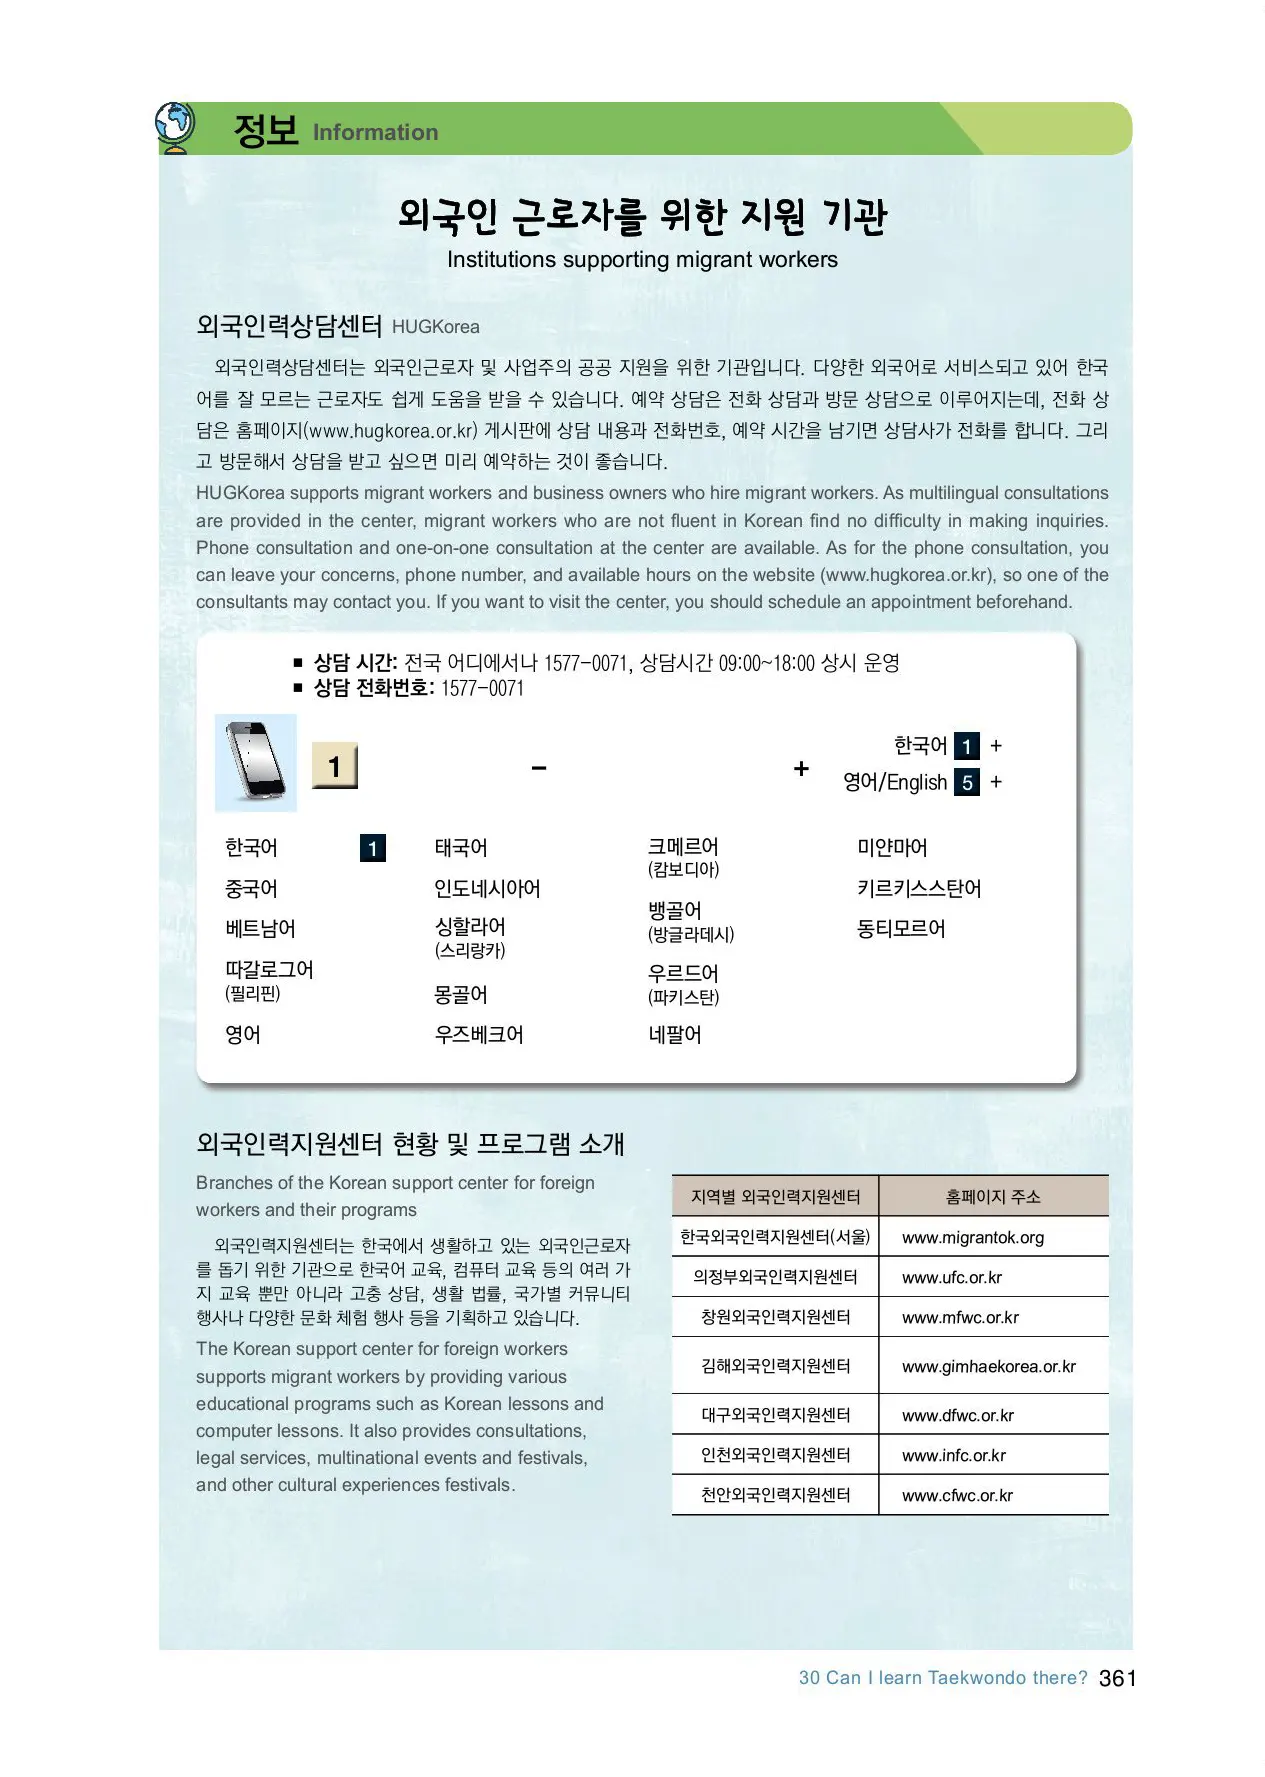 정보 Information
외국인 근로자를 위한 지원 기관
Institutions supporting migrant workers
외국인력상담센터 HUGKorea
외국인력상담센터는 외국인근로자 및 사업주의 공공 지원을 위한 기관입니다. 다양한 외국어로 서비스되고 있어 한국
어를 잘 모르는 근로자도 쉽게 도움을 받을 수 있습니다. 예약 상담은 전화 상담과 방문 상담으로 이루어지는데, 전화 상
담은 홈페이지(www.hugkorea.or.kr) 게시판에 상담 내용과 전화번호, 예약 시간을 남기면 상담사가 전화를 합니다. 그리
고 방문해서 상담을 받고 싶으면 미리 예약하는 것이 좋습니다.
HUGKorea supports migrant workers and business owners who hire migrant workers. As multilingual consultations
are provided in the center, migrant workers who are not fluent in Korean find no difficulty in making inquiries.
Phone consultation and one-on-one consultation at the center are available. As for the phone consultation, you
can leave your concerns, phone number, and available hours on the website (www.hugkorea.or.kr), so one of the
consultants may contact you. If you want to visit the center, you should schedule an appointment beforehand.
■ 상담 시간: 전국 어디에서나 1577-0071, 상담시간 09:00~18:00 상시 운영
■ 상담 전화번호: 1577-0071
한국어 1 +
1 - +
영어/English 5 +
한국어 1 태국어 크메르어 미얀마어
(캄보디아)
중국어 인도네시아어 키르키스스탄어
뱅골어
베트남어 싱할라어 (방글라데시) 동티모르어
(스리랑카)
따갈로그어 우르드어
(필리핀) 몽골어 (파키스탄)
영어 우즈베크어 네팔어
외국인력지원센터 현황 및 프로그램 소개
Branches of the Korean support center for foreign
workers and their programs
외국인력지원센터는 한국에서 생활하고 있는 외국인근로자
를 돕기 위한 기관으로 한국어 교육, 컴퓨터 교육 등의 여러 가
지 교육 뿐만 아니라 고충 상담, 생활 법률, 국가별 커뮤니티
행사나 다양한 문화 체험 행사 등을 기획하고 있습니다.
The Korean support center for foreign workers
supports migrant workers by providing various
educational programs such as Korean lessons and
computer lessons. It also provides consultations,
legal services, multinational events and festivals,
and other cultural experiences festivals.
지역별 외국인력지원센터 홈페이지 주소
한국외국인력지원센터(서울) www.migrantok.org
의정부외국인력지원센터 www.ufc.or.kr
창원외국인력지원센터 www.mfwc.or.kr
김해외국인력지원센터 www.gimhaekorea.or.kr
대구외국인력지원센터 www.dfwc.or.kr
인천외국인력지원센터 www.infc.or.kr
천안외국인력지원센터 www.cfwc.or.kr
30 Can I learn Taekwondo there? 361